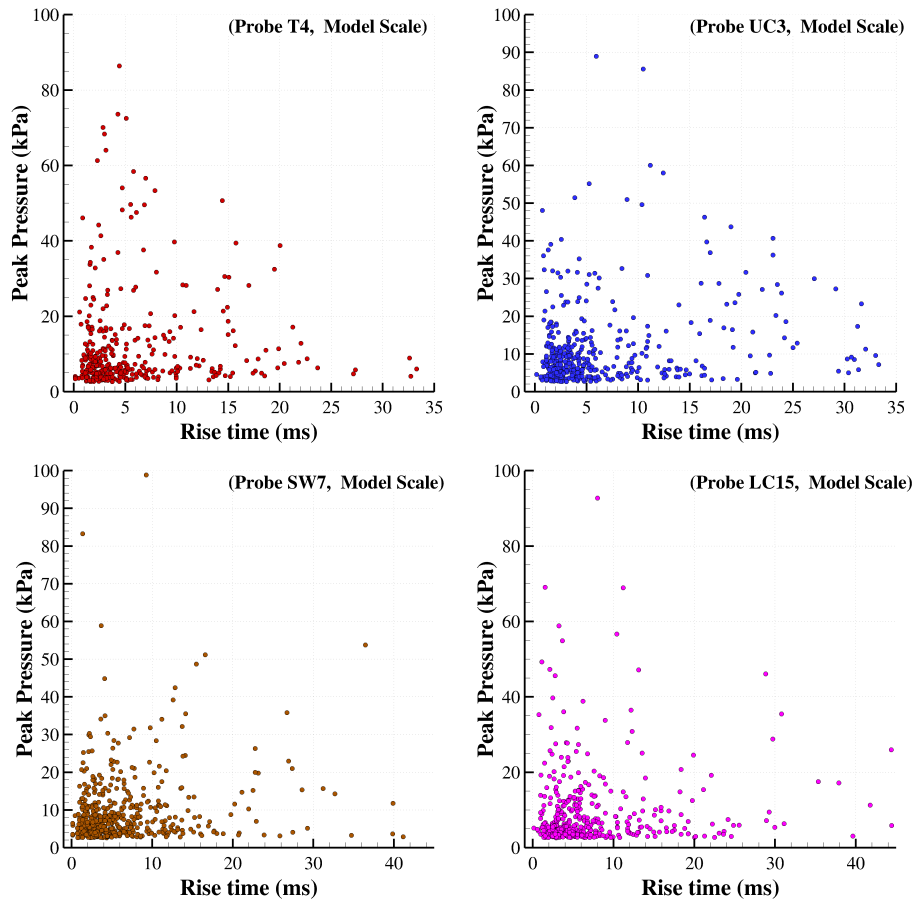 (Probe T4, Model Scale)
100
80
60
40
20
0
Peak Pressure (kPa)
0 5 10 15 20 25 30 35
Rise time (ms)
(Probe UC3, Model Scale)
100
90
80
70
60
50
40
30
20
10
0
Peak Pressure (kPa)
0 5 10 15 20 25 30 35
Rise time (ms)
(Probe SW7, Model Scale)
100
90
80
70
60
50
40
30
20
10
0
Peak Pressure (kPa)
0 10 20 30 40
Rise time (ms)
(Probe LC15, Model Scale)
100
80
60
40
20
0
Peak Pressure (kPa)
0 10 20 30 40
Rise time (ms)